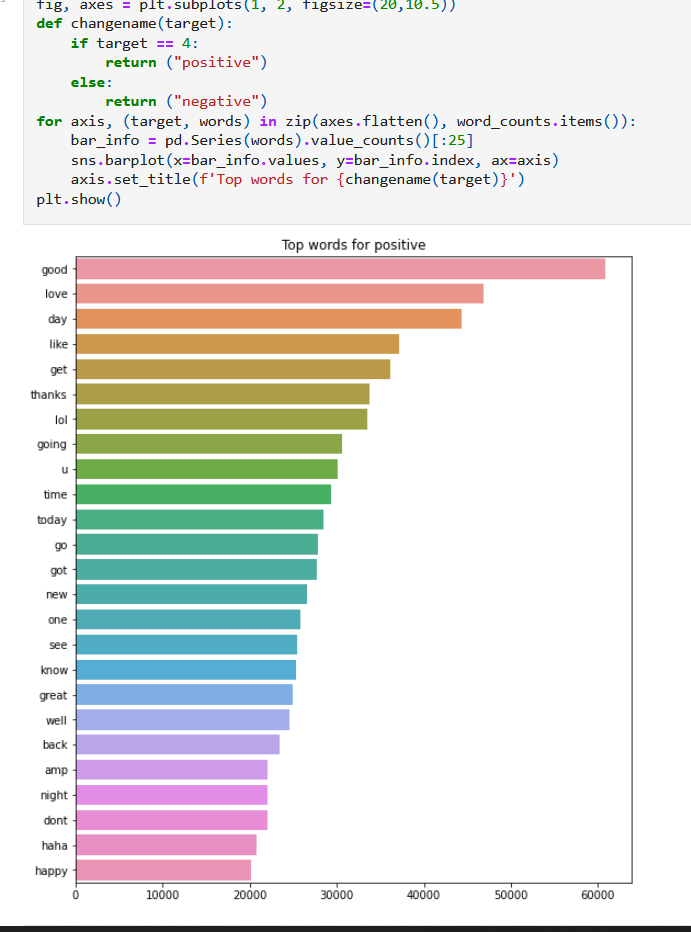 fig, axes = plt.subplots(1, 2, figsize=(20,10.5))
def changename(target):
    if target == 4:
        return ("positive")
    else:
        return ("negative")
for axis, (target, words) in zip(axes.flatten(), word_counts.items()):
    bar_info = pd.Series(words).value_counts()[:25]
    sns.barplot(x=bar_info.values, y=bar_info.index, ax=axis)
    axis.set_title(f'Top words for {changename(target)}')
plt.show()
Top words for positive
good
love
day
like
get
thanks
lol
going
u
time
today
go
got
new
one
see
know
great
well
back
amp
night
dont
haha
happy
0 10000 20000 30000 40000 50000 60000